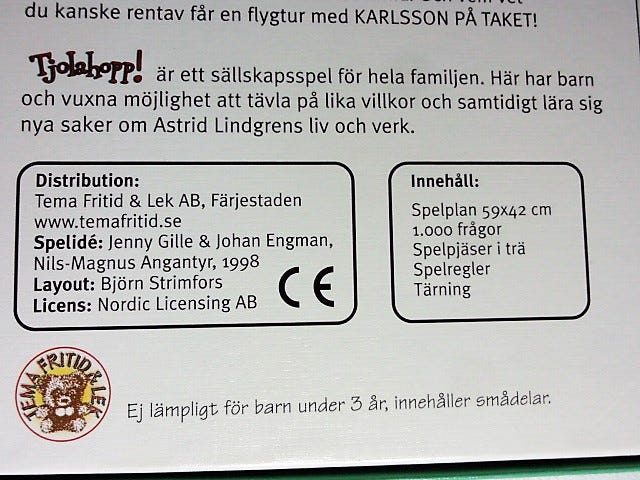 du kanske rentav får en flygtur med KARLSSON PÅ TAKET!
Tjolahopp! är ett sällskapsspel för hela familjen. Här har barn
och vuxna möjlighet att tävla på lika villkor och samtidigt lära sig
nya saker om Astrid Lindgrens liv och verk.
Distribution:
Tema Fritid & Lek AB, Färjestaden
www.temafritid.se
Spelidé: Jenny Gille & Johan Engman,
Nils-Magnus Angantyr, 1998
Layout: Björn Strimfors
Licens: Nordic Licensing AB
CE
Innehåll:
Spelplan 59x42 cm
1.000 frågor
Spelpjäser i trä
Spelregler
Tärning
TEMA FRITID & LEK
Ej lämpligt för barn under 3 år, innehåller smådelar.